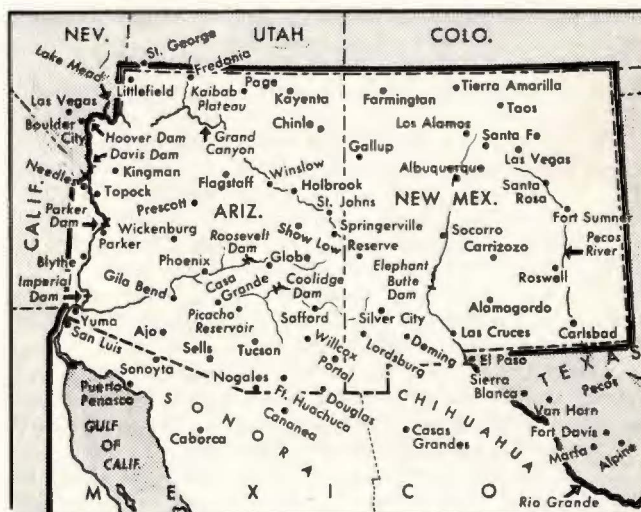 NEV.
UTAH
COLO.
St. George
Lake Mead
Fredonia
Littlefield
Kaibab
Plateau
Page
Kayenta
Farmington
Tierra Amarilla
Taos
Las Vegas
Boulder
City
Hoover Dam
Grand
Canyon
Chinle
Los Alamos
Santa Fe
Davis Dam
Gallup
Las Vegas
Needles
Kingman
Flagstaff
Winslow
Albuquerque
Topock
Holbrook
Santa
Rosa
CALIF.
Prescott
ARIZ.
St. Johns
NEW MEX.
Fort Sumner
Parker
Dam
Wickenburg
Parker
Roosevelt
Dam
Show Low
Springerville
Reserve
Socorro
Carrizozo
Pecos
River
Blythe
Phoenix
Globe
Elephant
Butte
Dam
Roswell
Imperial
Dam
Gila Bend
Casa
Grande
Coolidge
Dam
Alamagordo
Picacho
Reservoir
Safford
Silver City
Yuma
San Luis
Ajo
Sells
Tucson
Willcox
Portal
Lordsburg
Deming
Las Cruces
Carlsbad
El Paso
TEXAS
Sonoyta
Nogales
Sierra
Blanca
Pecos
Puerto
Penasco
Ft. Huachuca
Douglas
CHIHUAHUA
Van Horn
GULF
OF
CALIF.
SONORA
Caborca
Cananea
Casas
Grandes
Fort Davis
Marfa
Alpine
MEXICO
Rio Grande